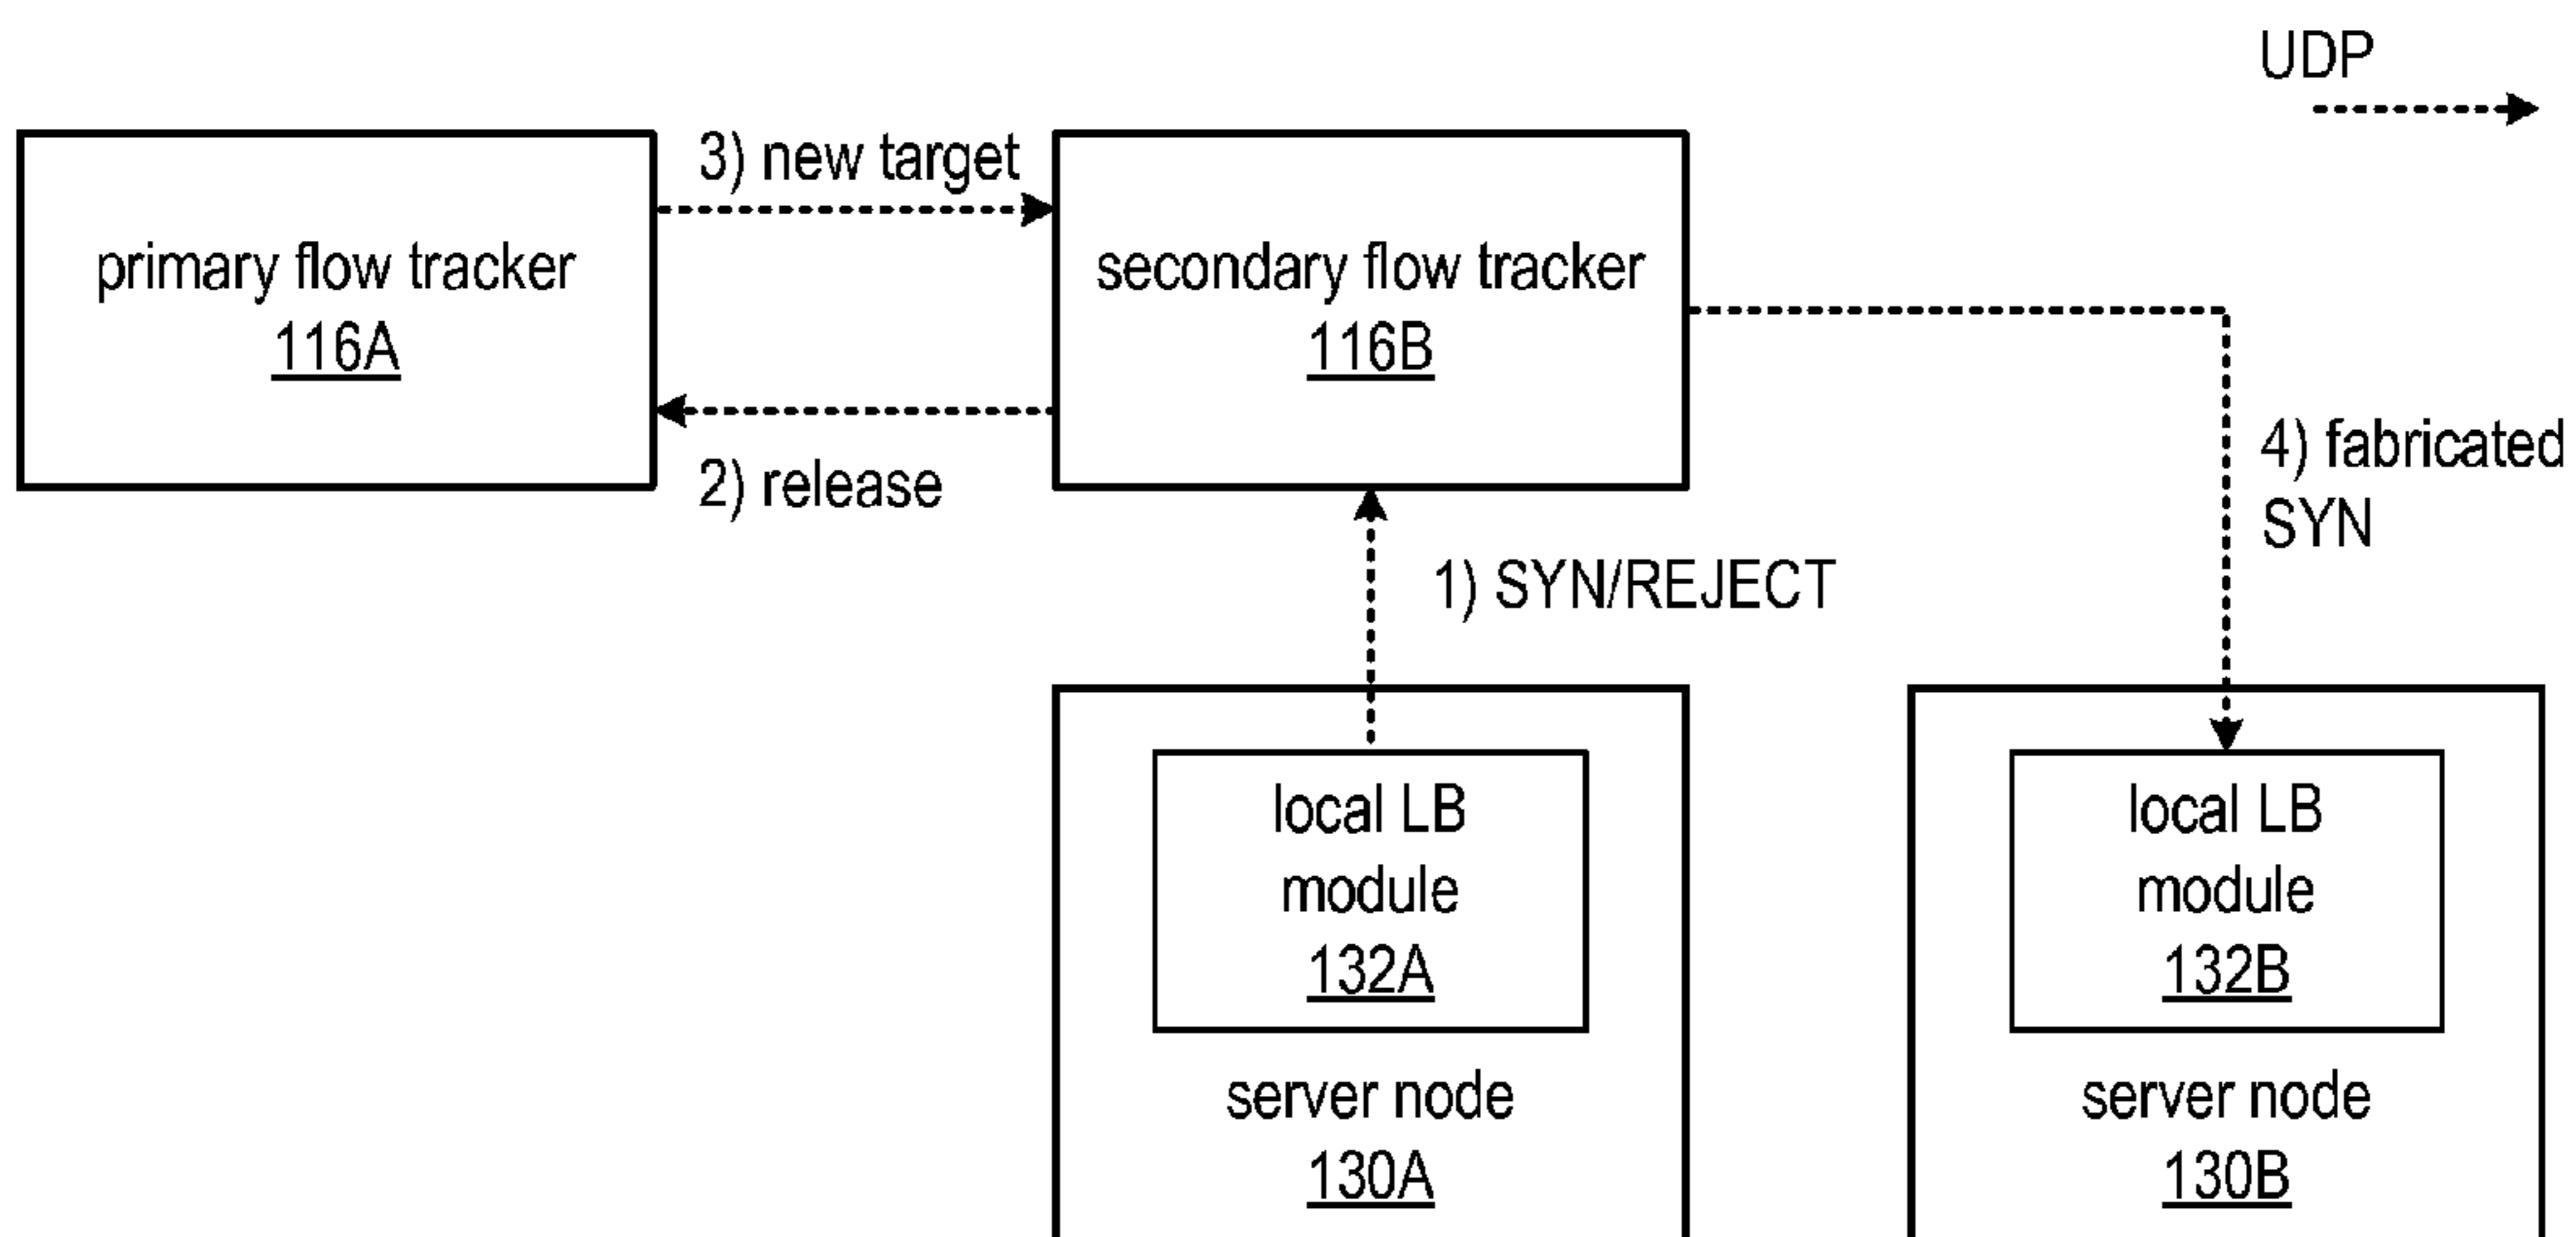 UDP
3) new target
primary flow tracker
116A
secondary flow tracker
116B
2) release
4) fabricated
SYN
1) SYN/REJECT
local LB
module
132A
server node
130A
local LB
module
132B
server node
130B